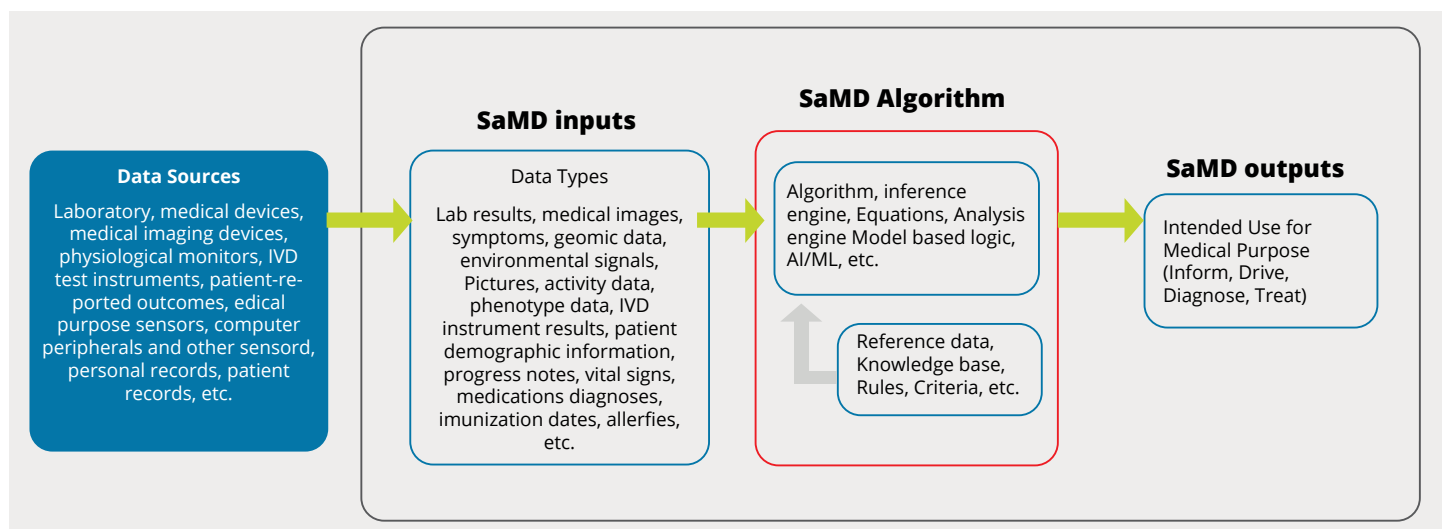 Data Sources
Laboratory, medical devices,
medical imaging devices,
physiological monitors, IVD
test instruments, patient-re-
ported outcomes, edical
purpose sensors, computer
peripherals and other sensord,
personal records, patient
records, etc.
SaMD inputs
Data Types
Lab results, medical images,
symptoms, geomic data,
environmental signals,
Pictures, activity data,
phenotype data, IVD
instrument results, patient
demographic information,
progress notes, vital signs,
medications diagnoses,
imunization dates, allerfies,
etc.
SaMD Algorithm
Algorithm, inference
engine, Equations, Analysis
engine Model based logic,
AI/ML, etc.
Reference data,
Knowledge base,
Rules, Criteria, etc.
SaMD outputs
Intended Use for
Medical Purpose
(Inform, Drive,
Diagnose, Treat)